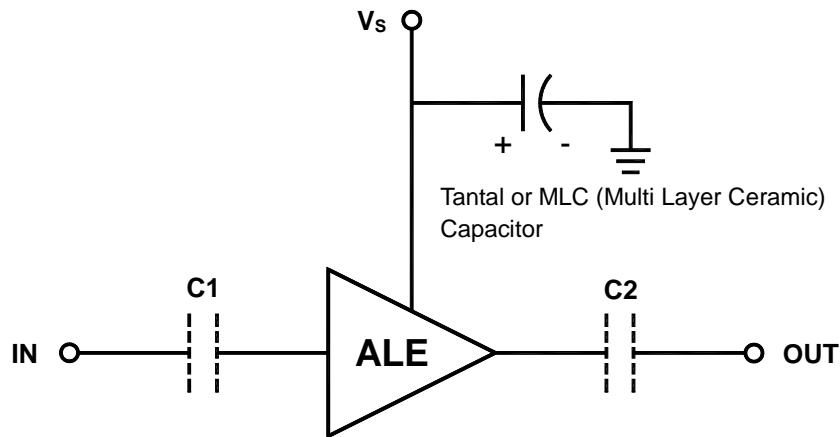 Vs
+ -
Tantal or MLC (Multi Layer Ceramic)
Capacitor
C1
C2
IN
ALE
OUT